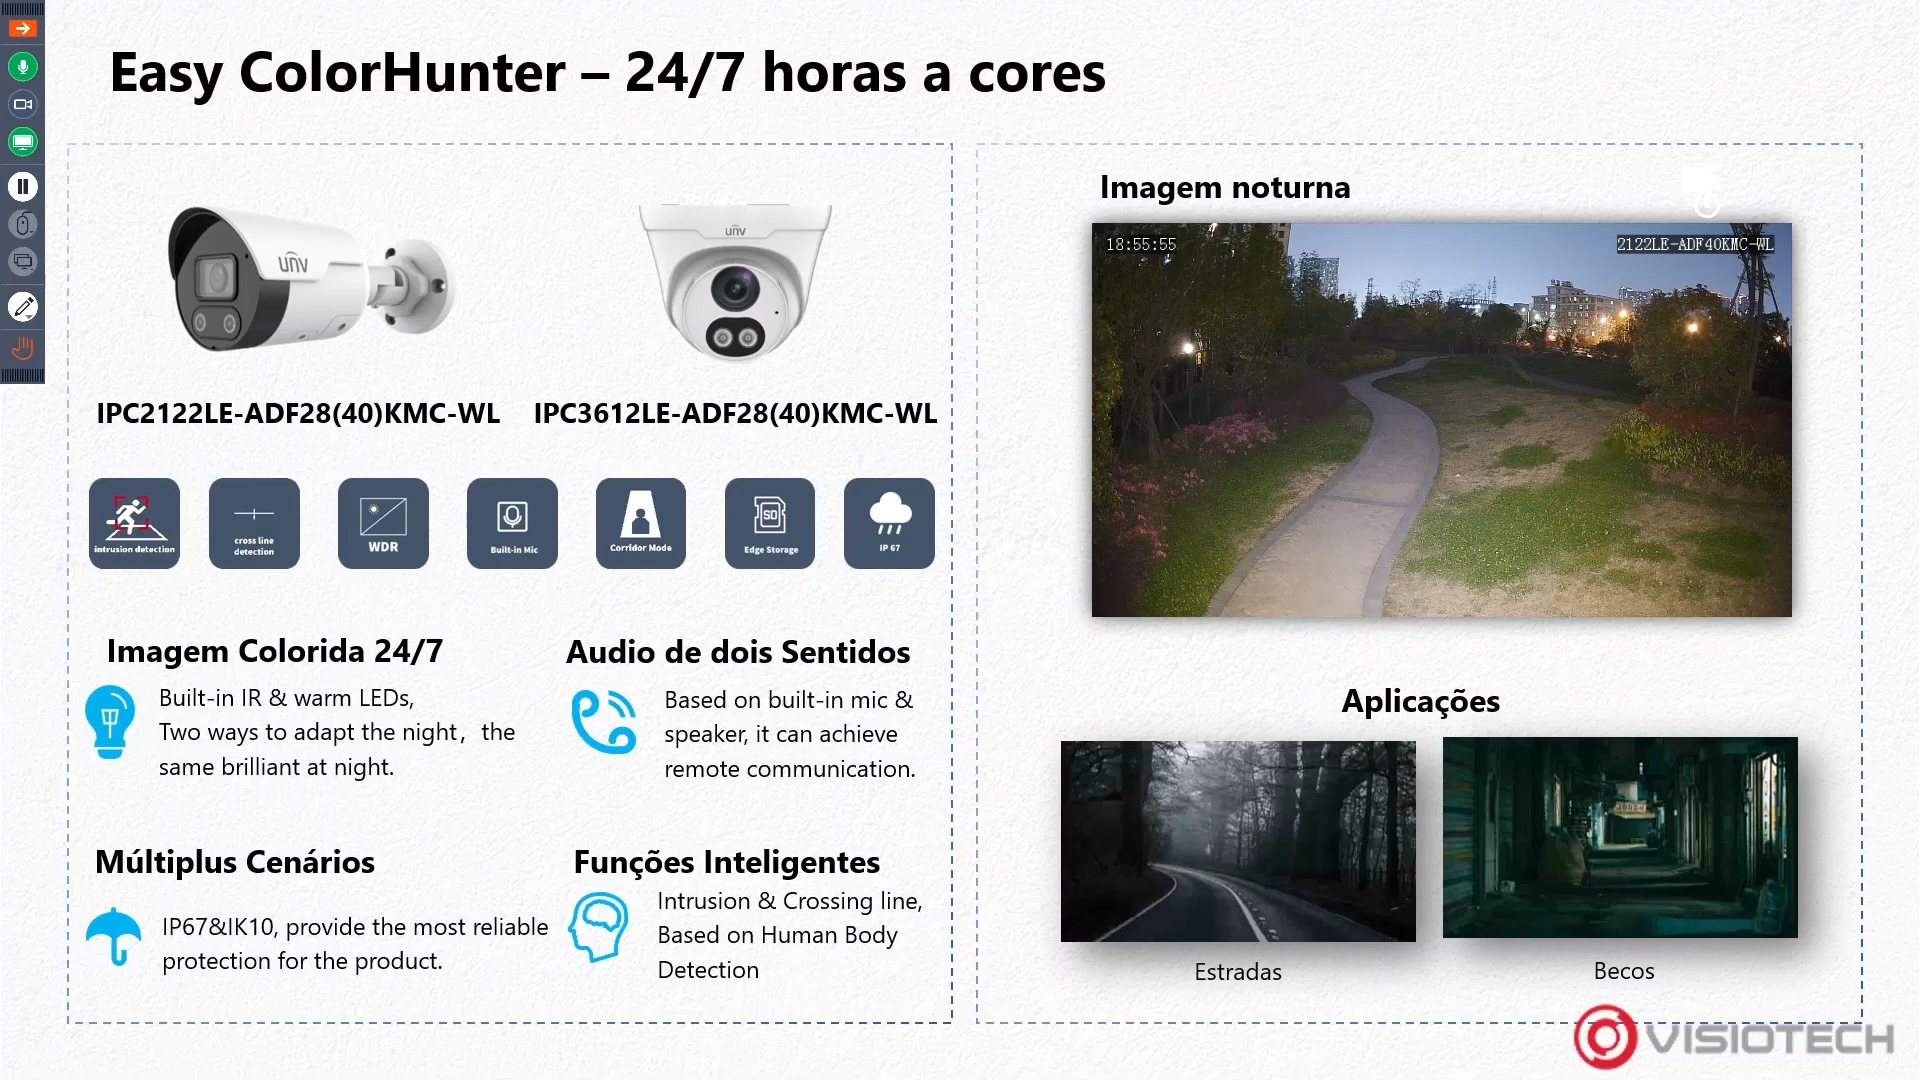 Easy ColorHunter – 24/7 horas a cores
unv
unv
IPC2122LE-ADF28(40)KMC-WL
IPC3612LE-ADF28(40)KMC-WL
intrusion detection
cross line
detection
WDR
Built-in Mic
Corridor Mode
SD
Edge Storage
IP 67
Imagem Colorida 24/7
Built-in IR & warm LEDs,
Two ways to adapt the night，the
same brilliant at night.
Audio de dois Sentidos
Based on built-in mic &
speaker, it can achieve
remote communication.
Múltiplus Cenários
IP67&IK10, provide the most reliable
protection for the product.
Funções Inteligentes
Intrusion & Crossing line,
Based on Human Body
Detection
Imagem noturna
18:55:55
2122LE-ADF40KMC-WL
Aplicações
Estradas
Becos
VISIOTECH